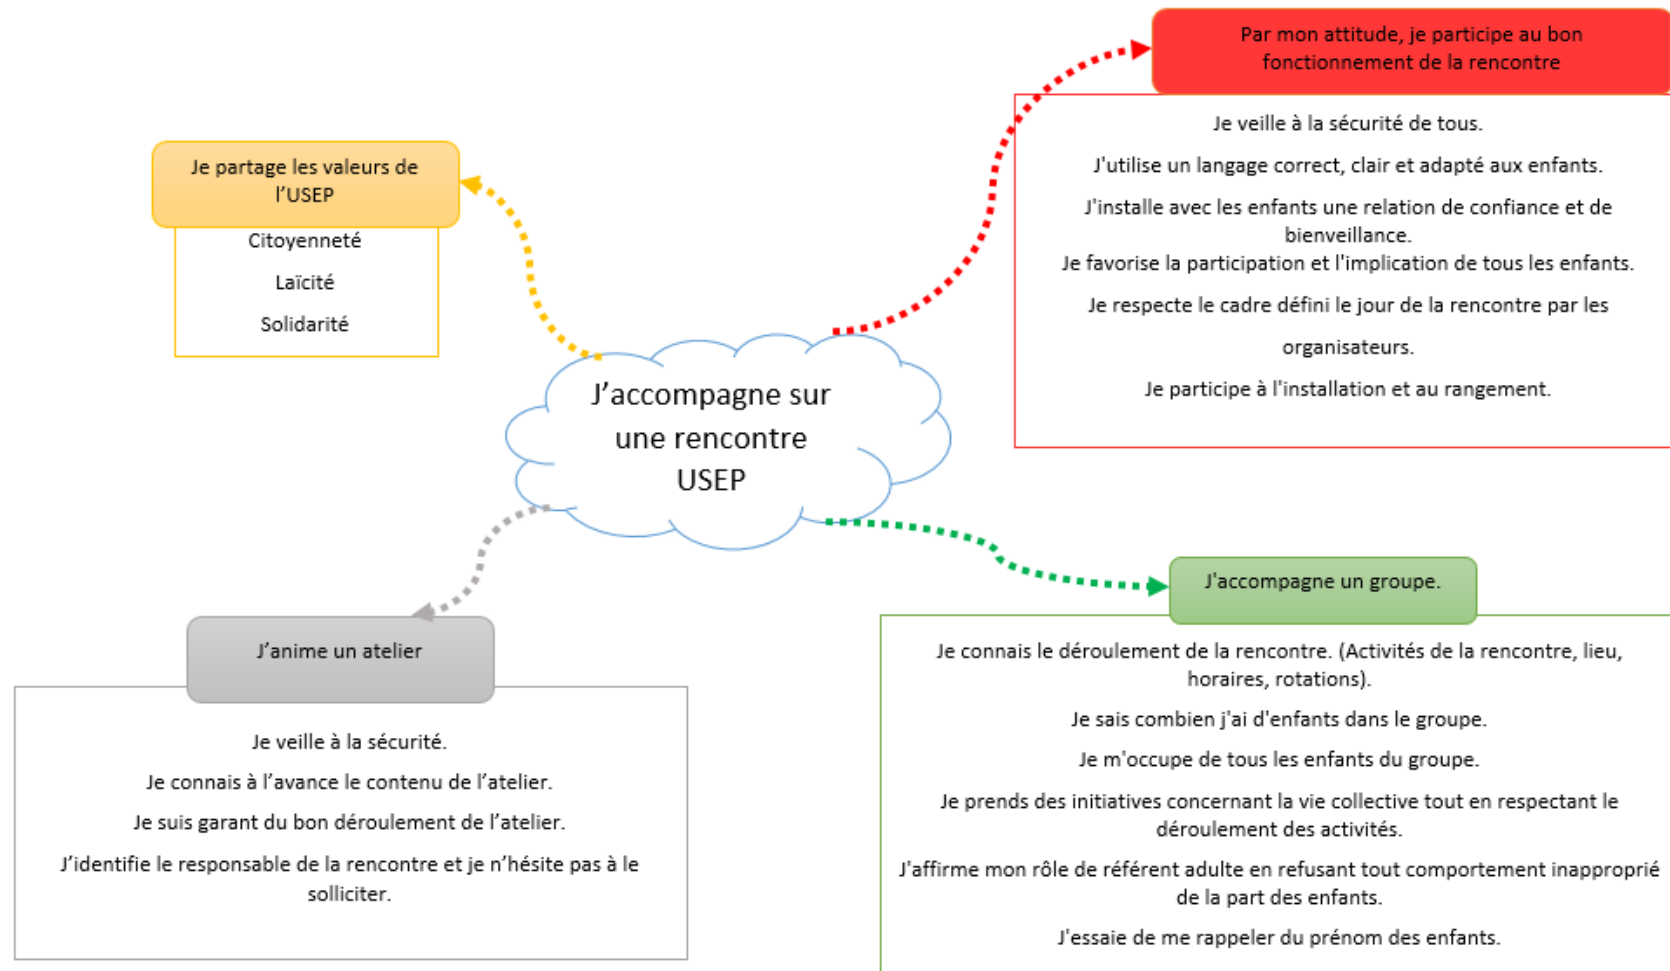 Par mon attitude, je participe au bon
fonctionnement de la rencontre
Je veille à la sécurité de tous.
J'utilise un langage correct, clair et adapté aux enfants.
J'installe avec les enfants une relation de confiance et de
bienveillance.
Je favorise la participation et l'implication de tous les enfants.
Je respecte le cadre défini le jour de la rencontre par les
organisateurs.
Je participe à l'installation et au rangement.
Je partage les valeurs de
l’USEP
Citoyenneté
Laïcité
Solidarité
J’accompagne sur
une rencontre
USEP
J’anime un atelier
Je veille à la sécurité.
Je connais à l’avance le contenu de l’atelier.
Je suis garant du bon déroulement de l’atelier.
J’identifie le responsable de la rencontre et je n’hésite pas à le
solliciter.
J'accompagne un groupe.
Je connais le déroulement de la rencontre. (Activités de la rencontre, lieu,
horaires, rotations).
Je sais combien j'ai d'enfants dans le groupe.
Je m'occupe de tous les enfants du groupe.
Je prends des initiatives concernant la vie collective tout en respectant le
déroulement des activités.
J'affirme mon rôle de référent adulte en refusant tout comportement inapproprié
de la part des enfants.
J'essaie de me rappeler du prénom des enfants.